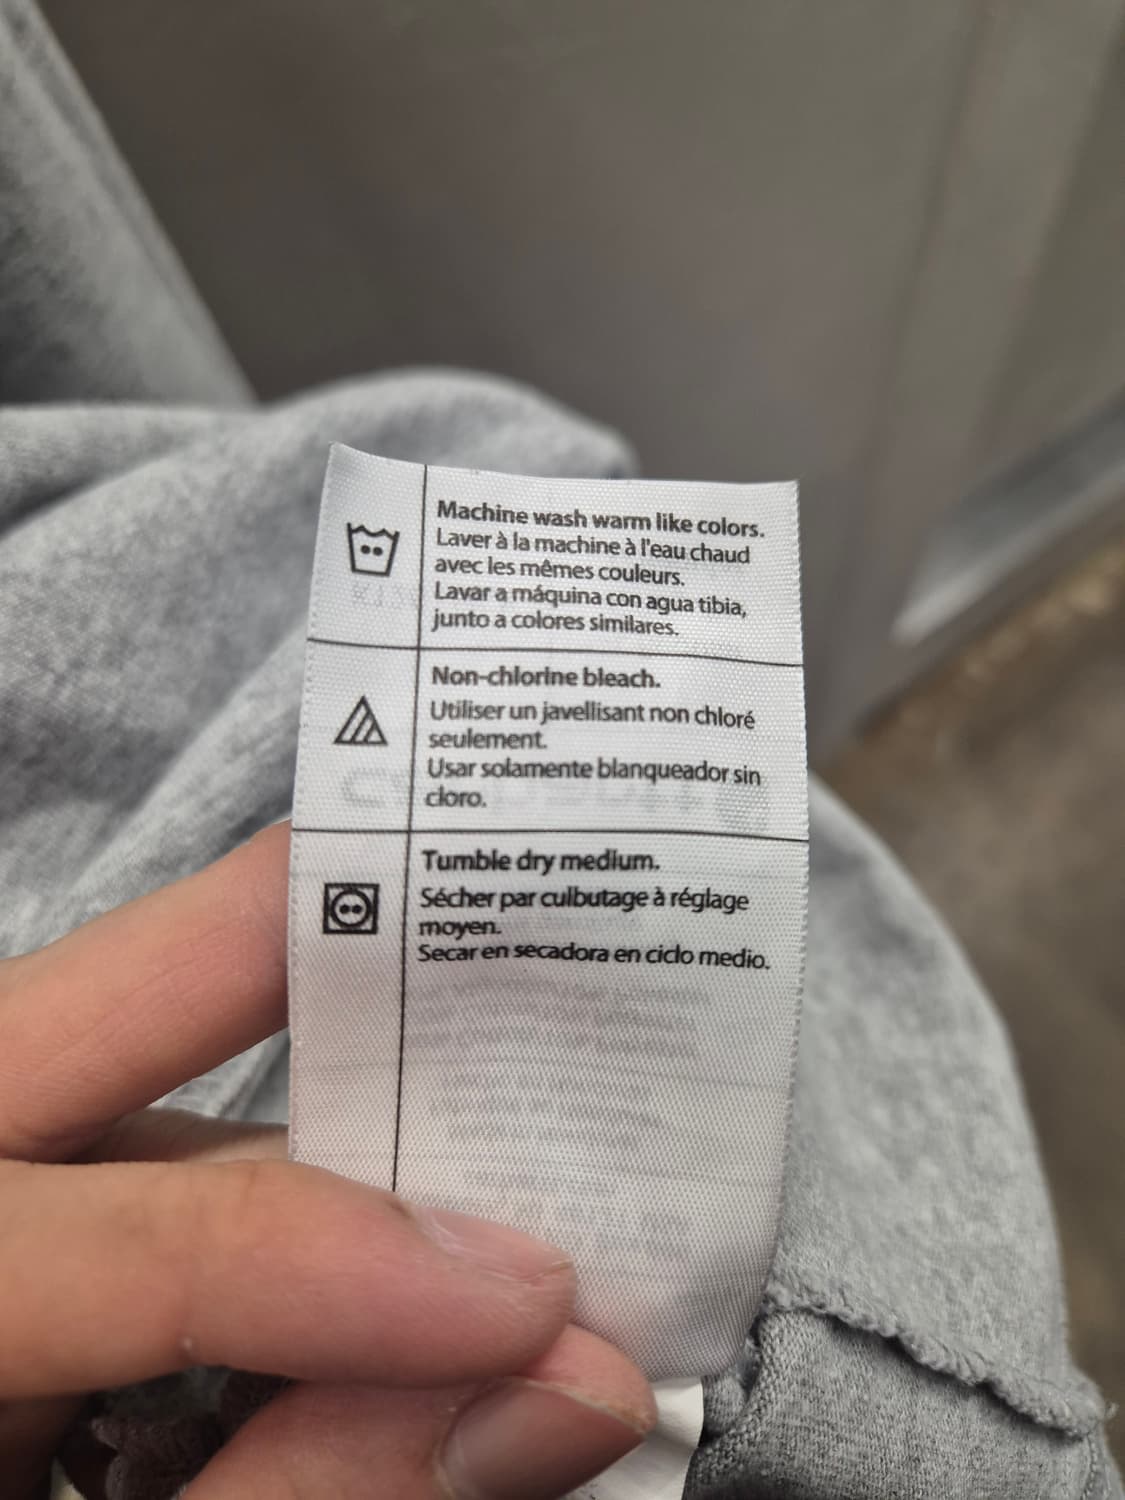 Machine wash warm like colors.
Laver à la machine à l'eau chaud
avec les mêmes couleurs.
Lavar a máquina con agua tibia,
junto a colores similares.
Non-chlorine bleach.
Utiliser un javellisant non chloré
seulement.
Usar solamente blanqueador sin
cloro.
Tumble dry medium.
Sécher par culbutage à réglage
moyen.
Secar en secadora en ciclo medio.